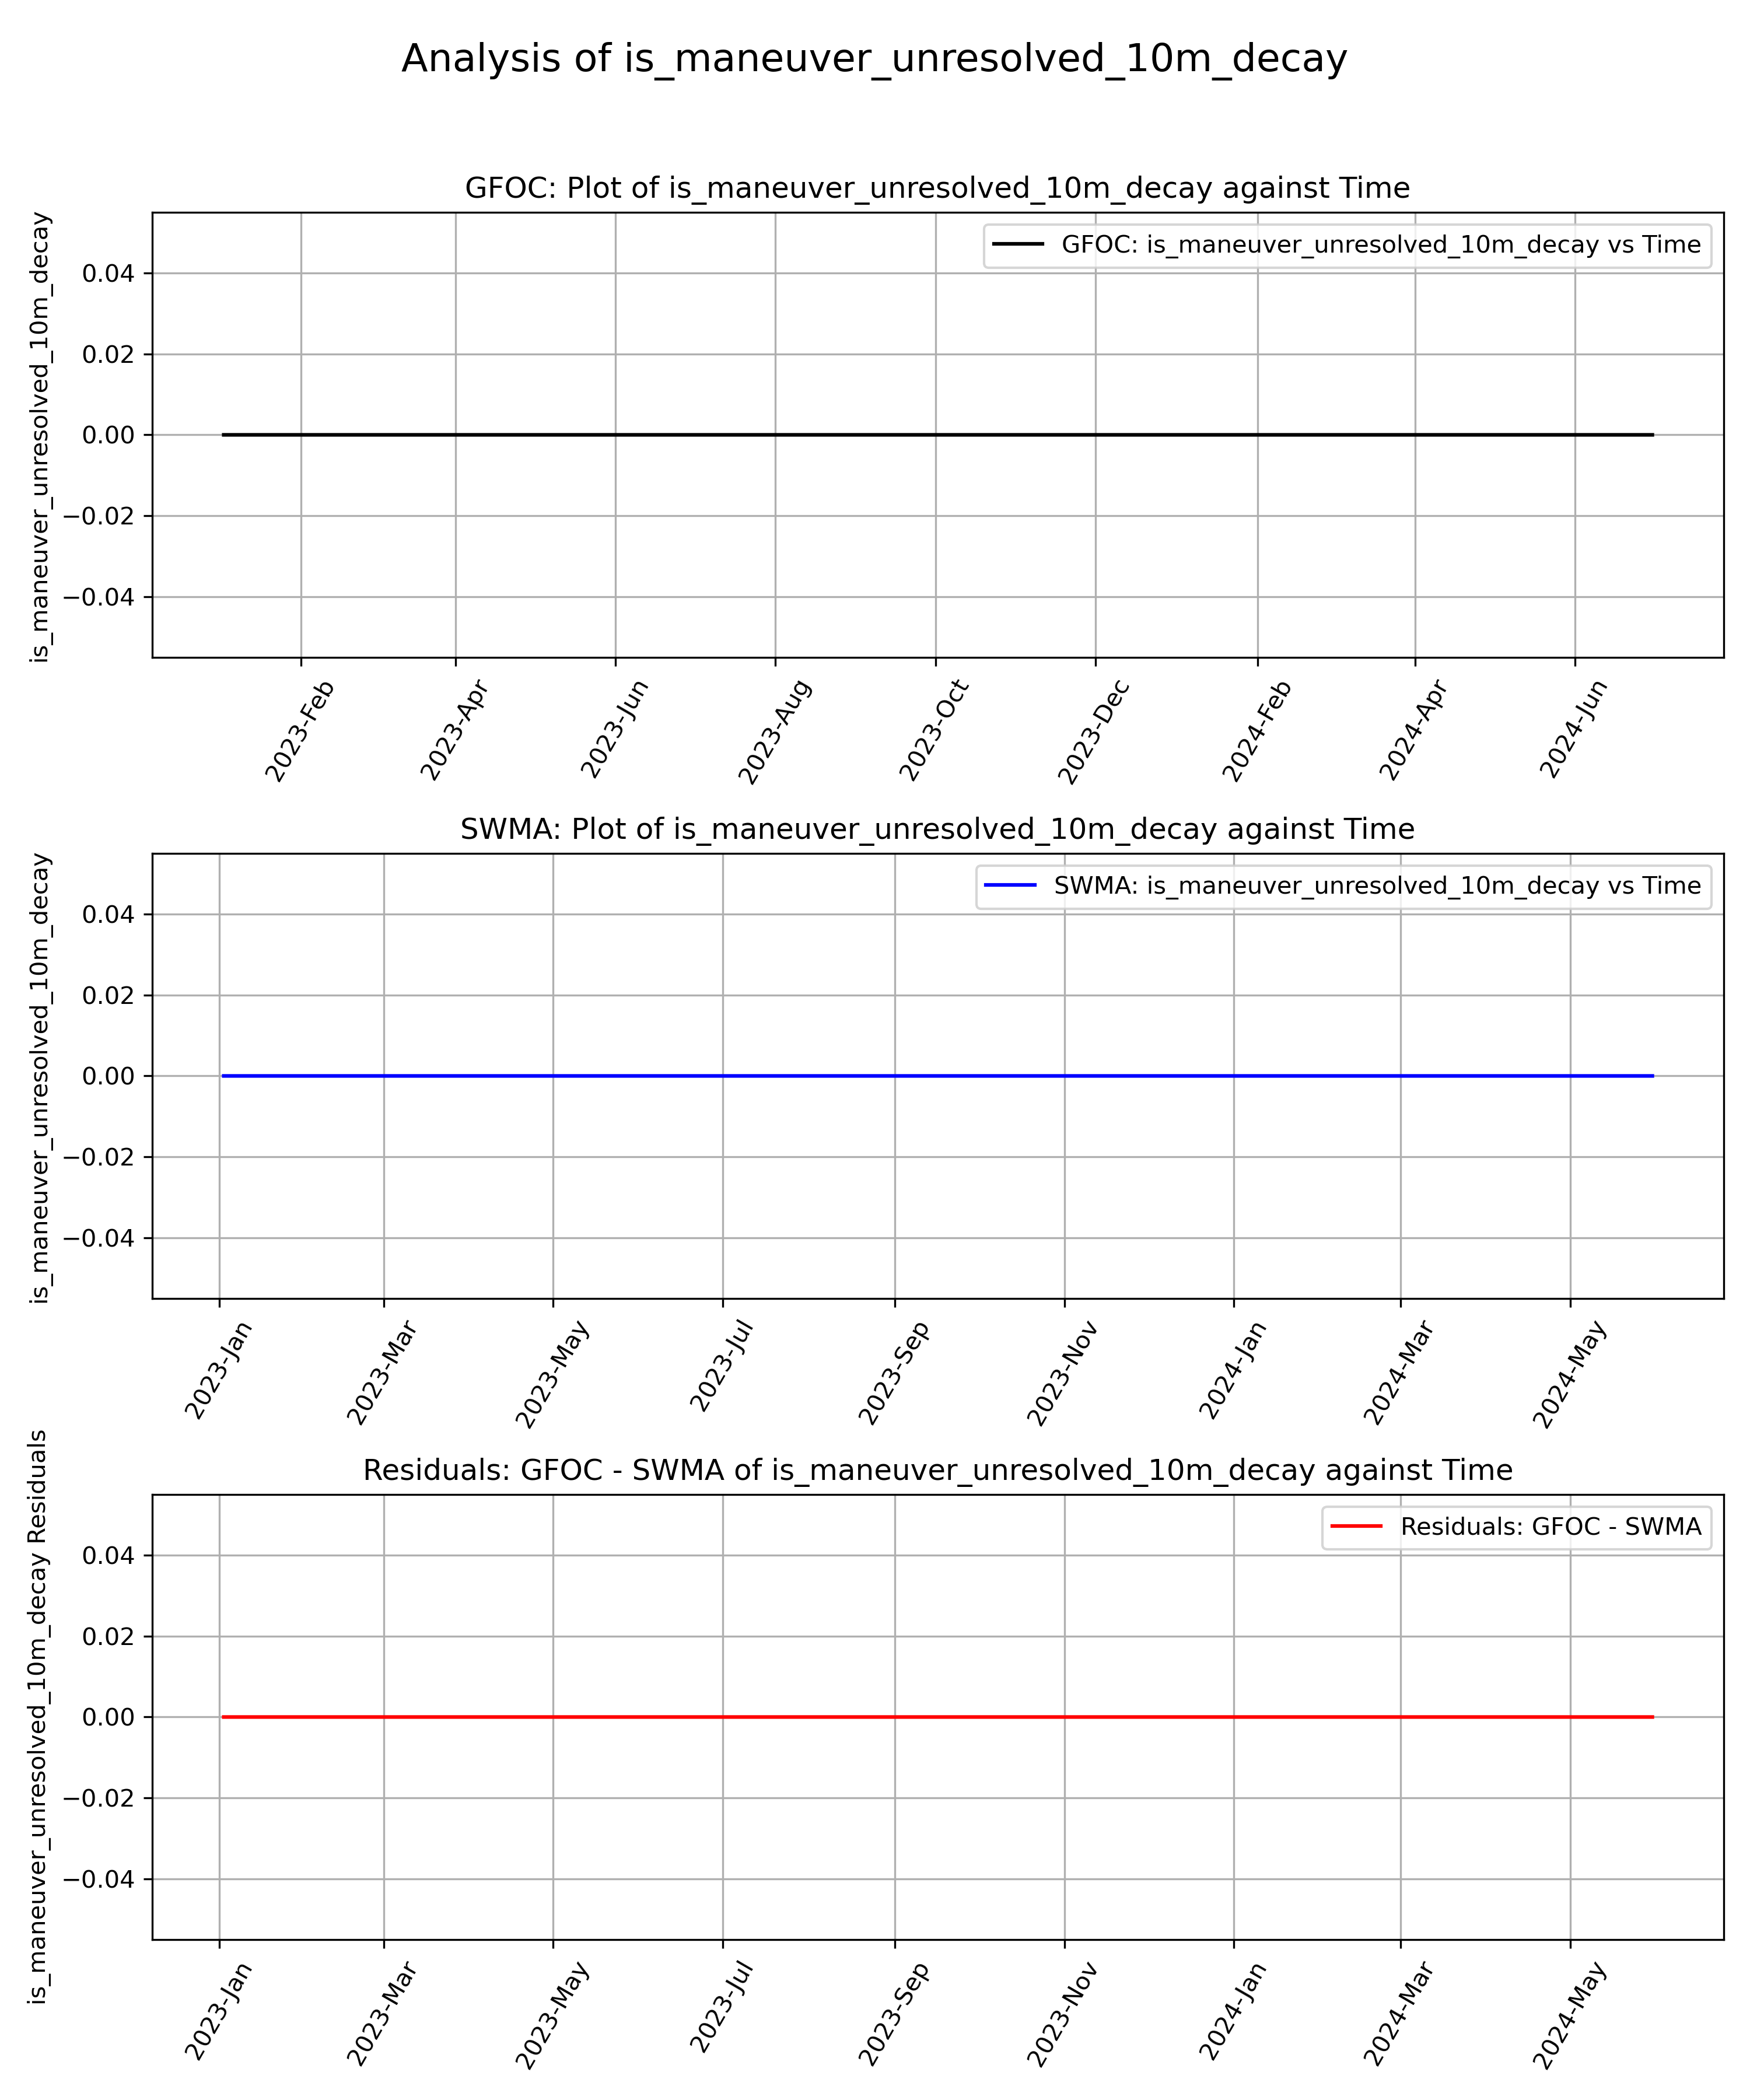 Analysis of is_maneuver_unresolved_10m_decay
GFOC: Plot of is_maneuver_unresolved_10m_decay against Time
is_maneuver_unresolved_10m_decay
GFOC: is_maneuver_unresolved_10m_decay vs Time
0.04
0.02
0.00
−0.02
−0.04
2023-Feb
2023-Apr
2023-Jun
2023-Aug
2023-Oct
2023-Dec
2024-Feb
2024-Apr
2024-Jun
SWMA: Plot of is_maneuver_unresolved_10m_decay against Time
is_maneuver_unresolved_10m_decay
SWMA: is_maneuver_unresolved_10m_decay vs Time
0.04
0.02
0.00
−0.02
−0.04
2023-Jan
2023-Mar
2023-May
2023-Jul
2023-Sep
2023-Nov
2024-Jan
2024-Mar
2024-May
Residuals: GFOC - SWMA of is_maneuver_unresolved_10m_decay against Time
is_maneuver_unresolved_10m_decay Residuals
Residuals: GFOC - SWMA
0.04
0.02
0.00
−0.02
−0.04
2023-Jan
2023-Mar
2023-May
2023-Jul
2023-Sep
2023-Nov
2024-Jan
2024-Mar
2024-May